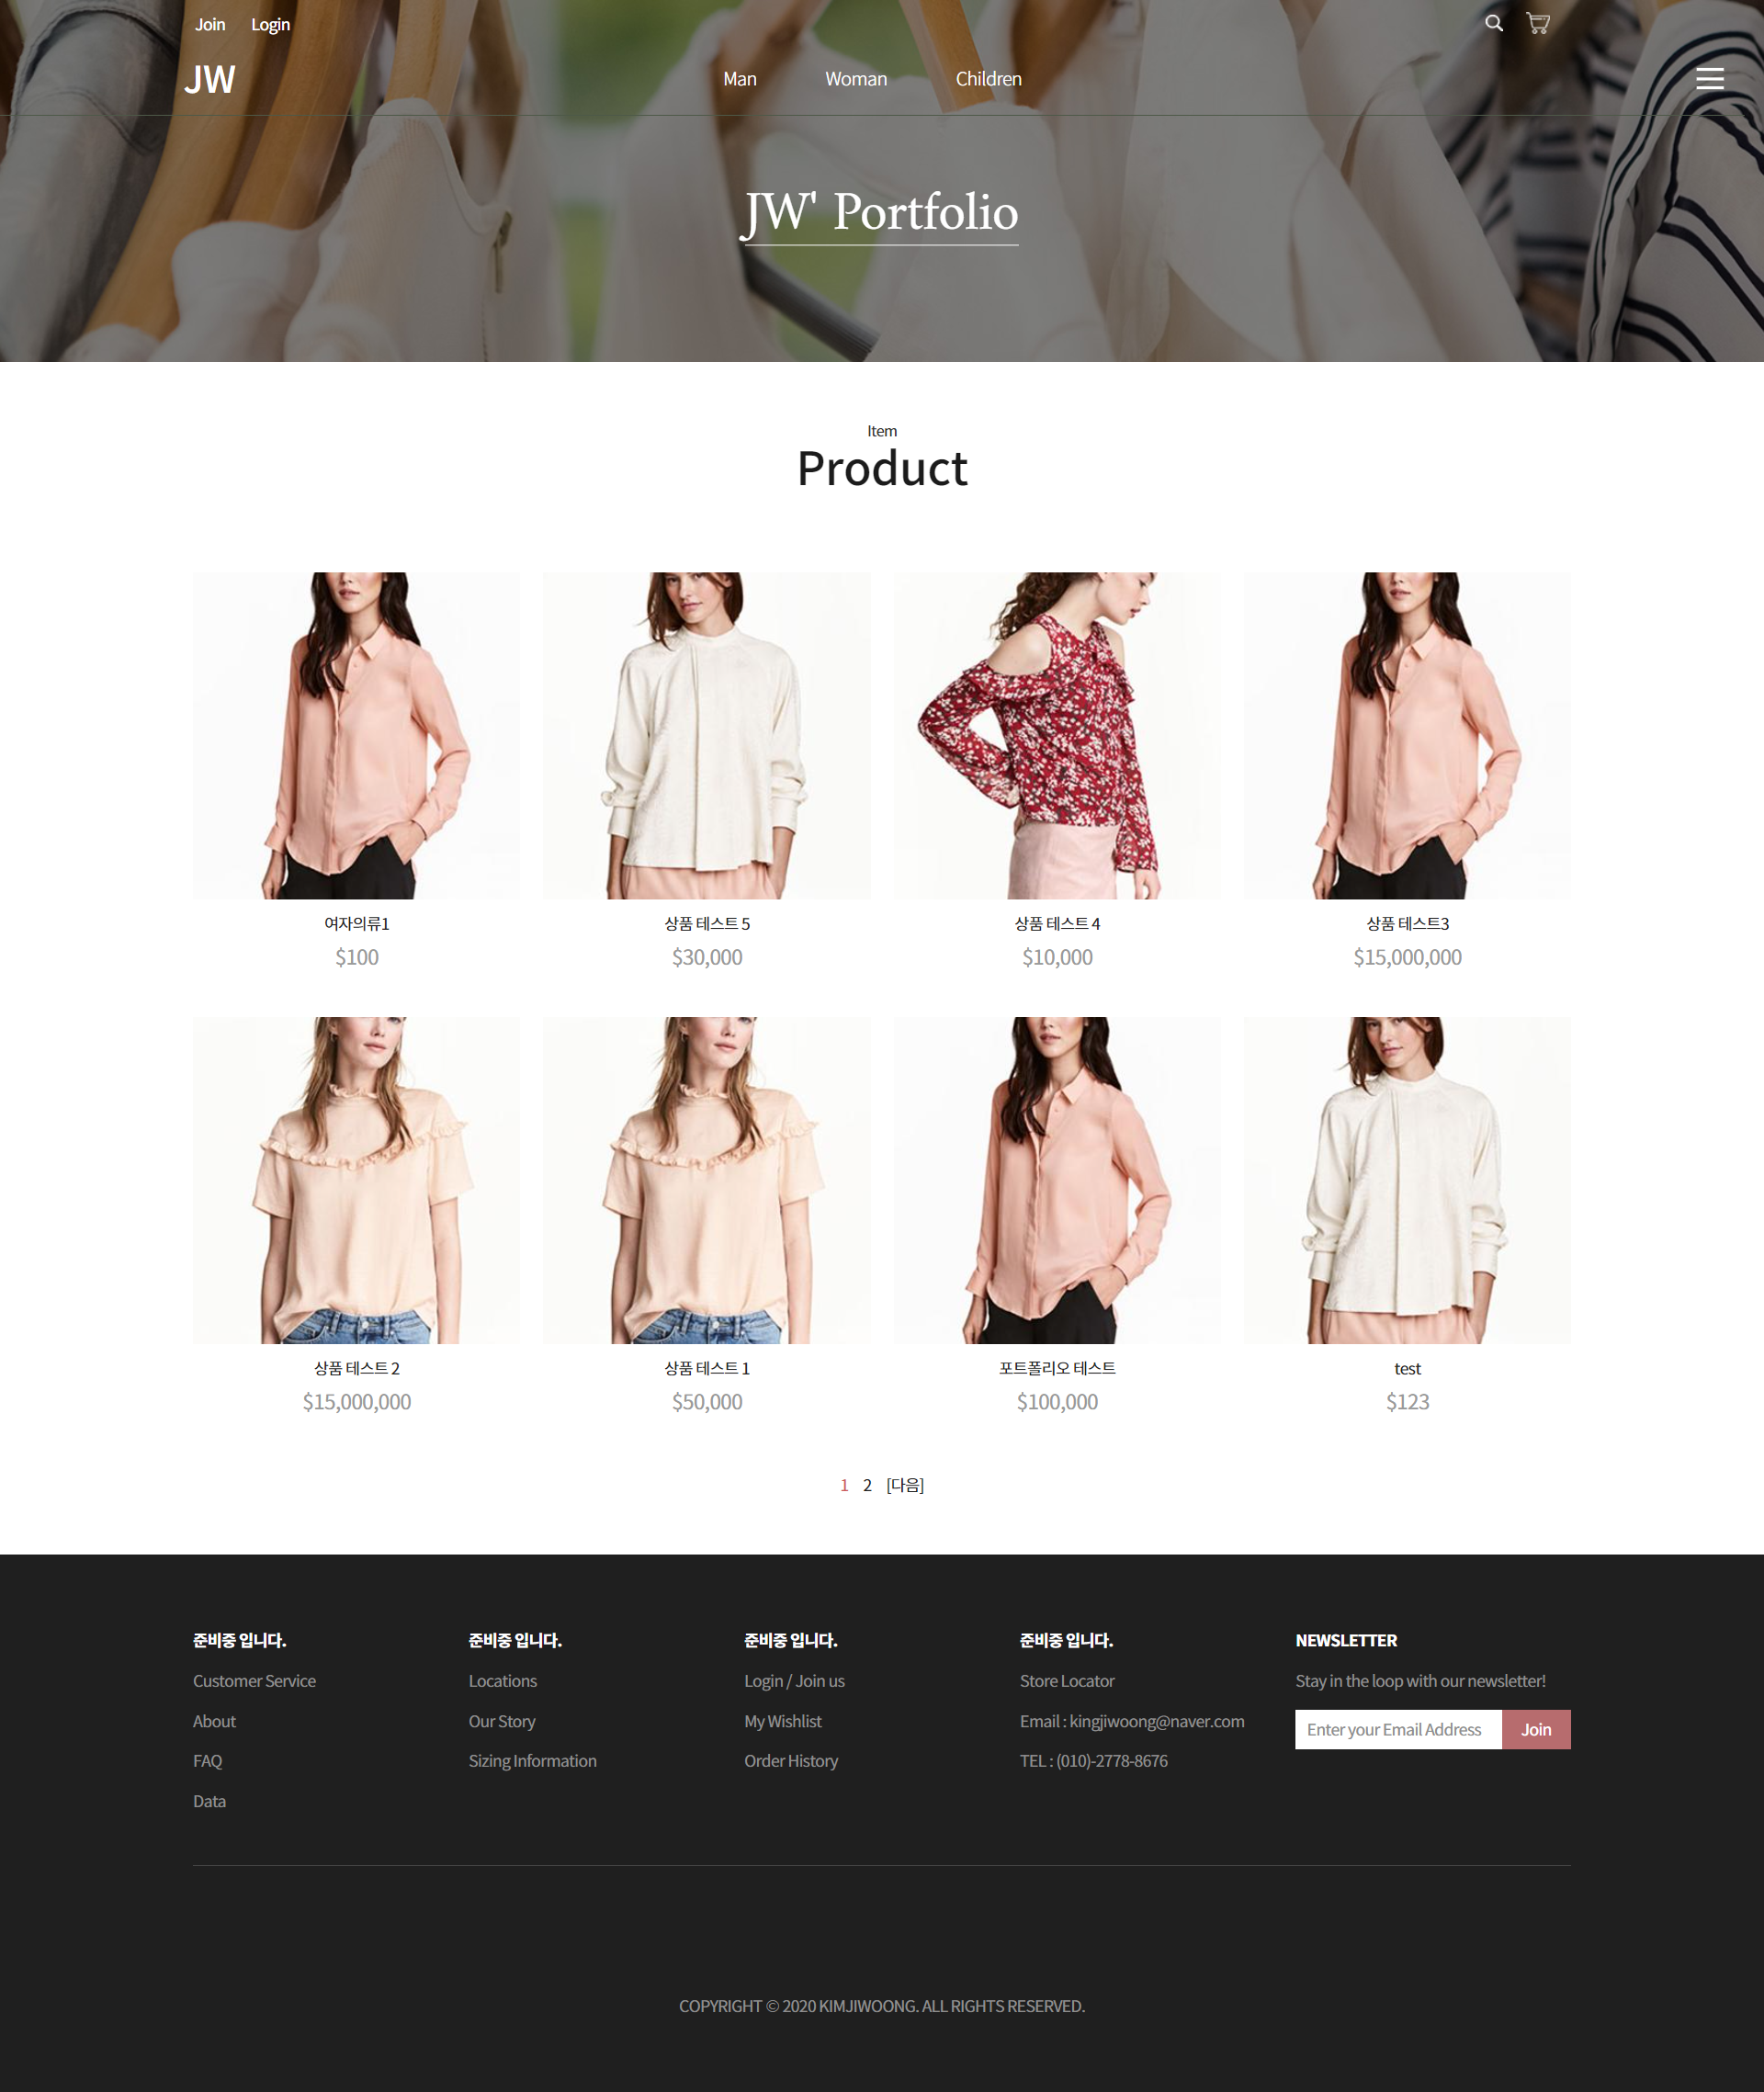 Join Login
JW Man Woman Children
JW' Portfolio
Item
Product
여자의류1
$100
상품 테스트 5
$30,000
상품 테스트 4
$10,000
상품 테스트3
$15,000,000
상품 테스트 2
$15,000,000
상품 테스트 1
$50,000
포트폴리오 테스트
$100,000
test
$123
1 2 [다음]
준비중 입니다.
Customer Service
About
FAQ
Data
준비중 입니다.
Locations
Our Story
Sizing Information
준비중 입니다.
Login / Join us
My Wishlist
Order History
준비중 입니다.
Store Locator
Email : kingjiwoong@naver.com
TEL : (010)-2778-8676
NEWSLETTER
Stay in the loop with our newsletter!
Enter your Email Address Join
COPYRIGHT © 2020 KIMJIWOONG. ALL RIGHTS RESERVED.